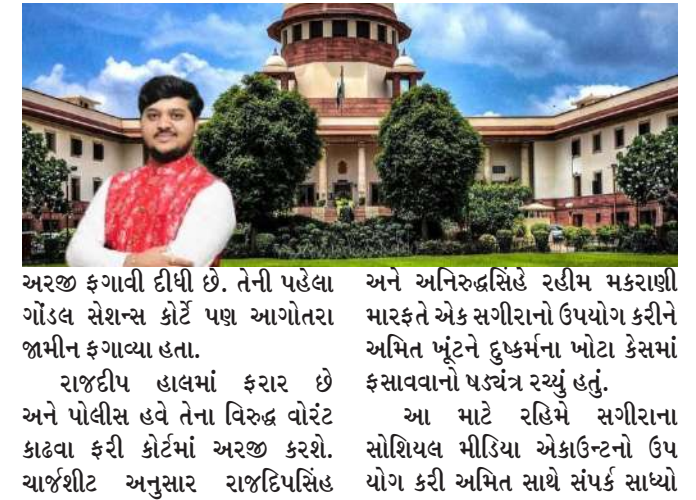 અરજી ફગાવી દીધી છે. તેની પહેલા
ગોંડલ સેશન્સ કોર્ટે પણ આગોતરા
જામીન ફગાવ્યા હતા.
રાજદીપ હાલમાં ફરાર છે
અને પોલીસ હવે તેના વિરુદ્ધ વોરંટ
કાઢવા ફરી કોર્ટમાં અરજી કરશે.
ચાર્જશીટ અનુસાર રાજદિપસિંહ
અને અનિરુદ્ધસિંહે રહીમ મકરાણી
મારફતે એક સગીરાનો ઉપયોગ કરીને
અમિત ખૂંટને દુષ્કર્મના ખોટા કેસમાં
ફસાવવાનો ષડ્યંત્ર રચ્યું હતું.
આ માટે રહિમે સગીરાના
સોશિયલ મીડિયા એકાઉન્ટનો ઉપ
યોગ કરી અમિત સાથે સંપર્ક સાધ્યો